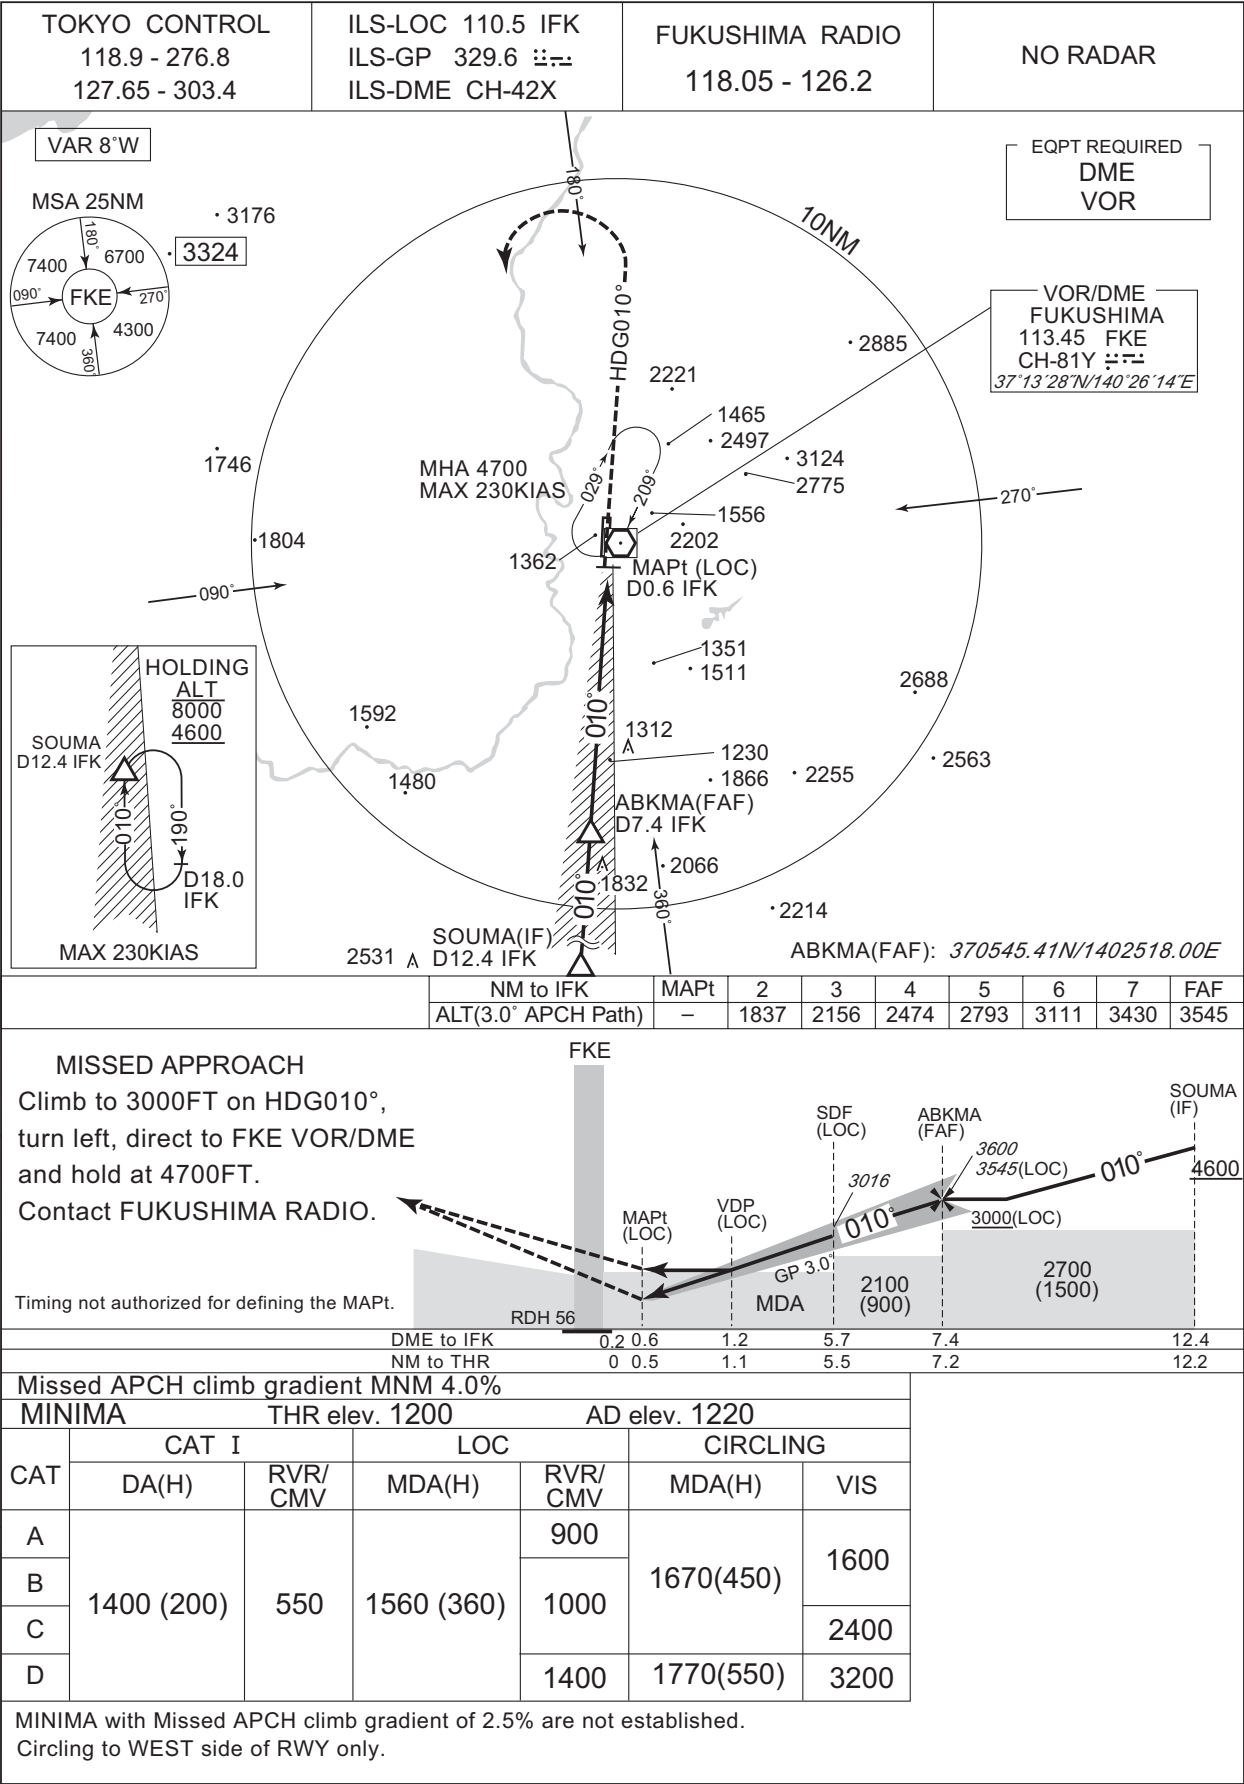 TOKYO CONTROL
118.9 - 276.8
127.65 - 303.4
ILS-LOC 110.5 IFK
ILS-GP 329.6
ILS-DME CH-42X
FUKUSHIMA RADIO
118.05 - 126.2
NO RADAR
VAR 8°W
EQPT REQUIRED
DME
VOR
MSA 25NM
180°
7400
6700
090°
FKE
270°
7400
4300
360°
3176
3324
180°
10NM
HDG010°
VOR/DME
FUKUSHIMA
113.45 FKE
CH-81Y
37°13′28″N/140°26′14″E
2885
2221
1465
2497
3124
2775
1746
MHA 4700
MAX 230KIAS
029°
209°
270°
1556
2202
1804
1362
MAPt (LOC)
D0.6 IFK
090°
1351
1511
2688
HOLDING
ALT
8000
4600
SOUMA
D12.4 IFK
010°
190°
D18.0
IFK
MAX 230KIAS
1592
010°
1312
1230
2563
1480
1866
2255
ABKMA(FAF)
D7.4 IFK
2066
1832
010°
360°
2214
2531
SOUMA(IF)
D12.4 IFK
ABKMA(FAF): 370545.41N/1402518.00E
NM to IFK MAPt 2 3 4 5 6 7 FAF
ALT(3.0° APCH Path) – 1837 2156 2474 2793 3111 3430 3545
MISSED APPROACH
Climb to 3000FT on HDG010°,
turn left, direct to FKE VOR/DME
and hold at 4700FT.
Contact FUKUSHIMA RADIO.
Timing not authorized for defining the MAPt.
FKE
SOUMA
(IF)
SDF
(LOC)
ABKMA
(FAF)
3600
3545(LOC)
010°
4600
3016
MAPt
(LOC)
VDP
(LOC)
010°
3000(LOC)
GP 3.0°
MDA
2100
(900)
2700
(1500)
RDH 56
DME to IFK 0.2 0.6 1.2 5.7 7.4 12.4
NM to THR 0 0.5 1.1 5.5 7.2 12.2
Missed APCH climb gradient MNM 4.0%
MINIMA THR elev. 1200 AD elev. 1220
CAT CAT I LOC CIRCLING
DA(H) RVR/CMV MDA(H) RVR/CMV MDA(H) VIS
A 900
B 1400 (200) 550 1560 (360) 1000 1670(450) 1600
C 2400
D 1400 1770(550) 3200
MINIMA with Missed APCH climb gradient of 2.5% are not established.
Circling to WEST side of RWY only.